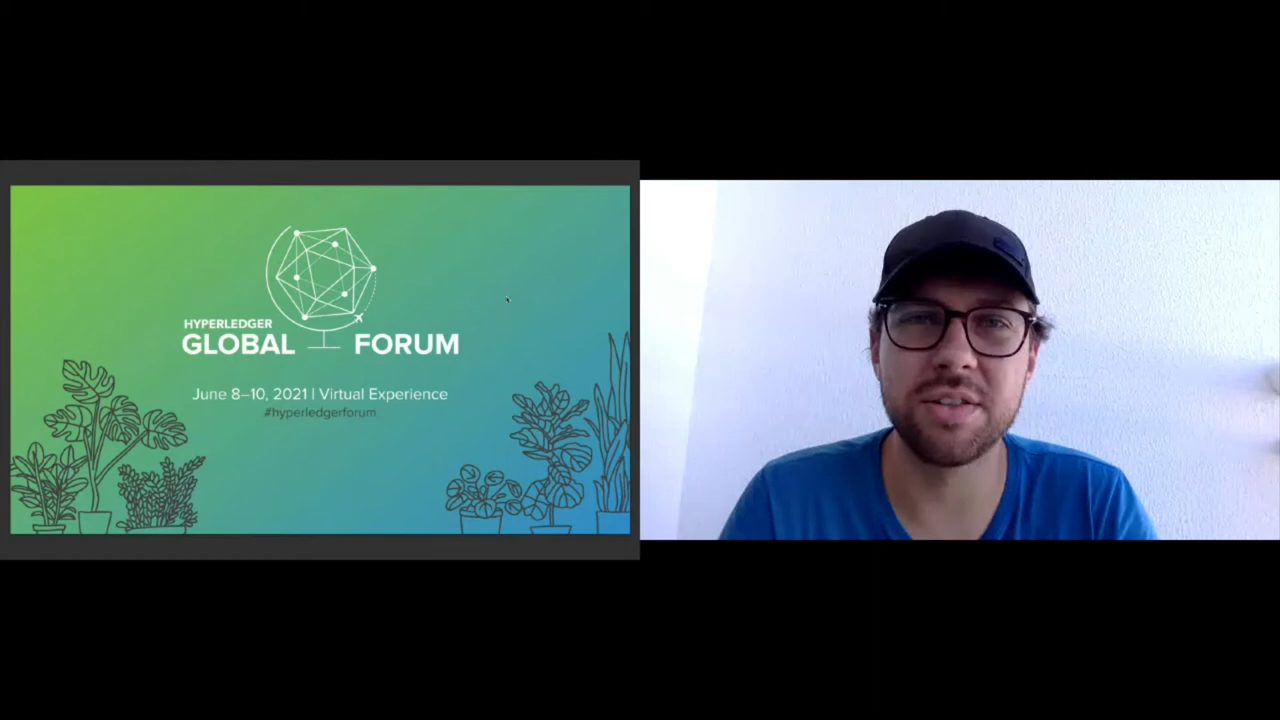 HYPERLEDGER
GLOBAL FORUM
June 8–10, 2021 | Virtual Experience
#hyperledgerforum